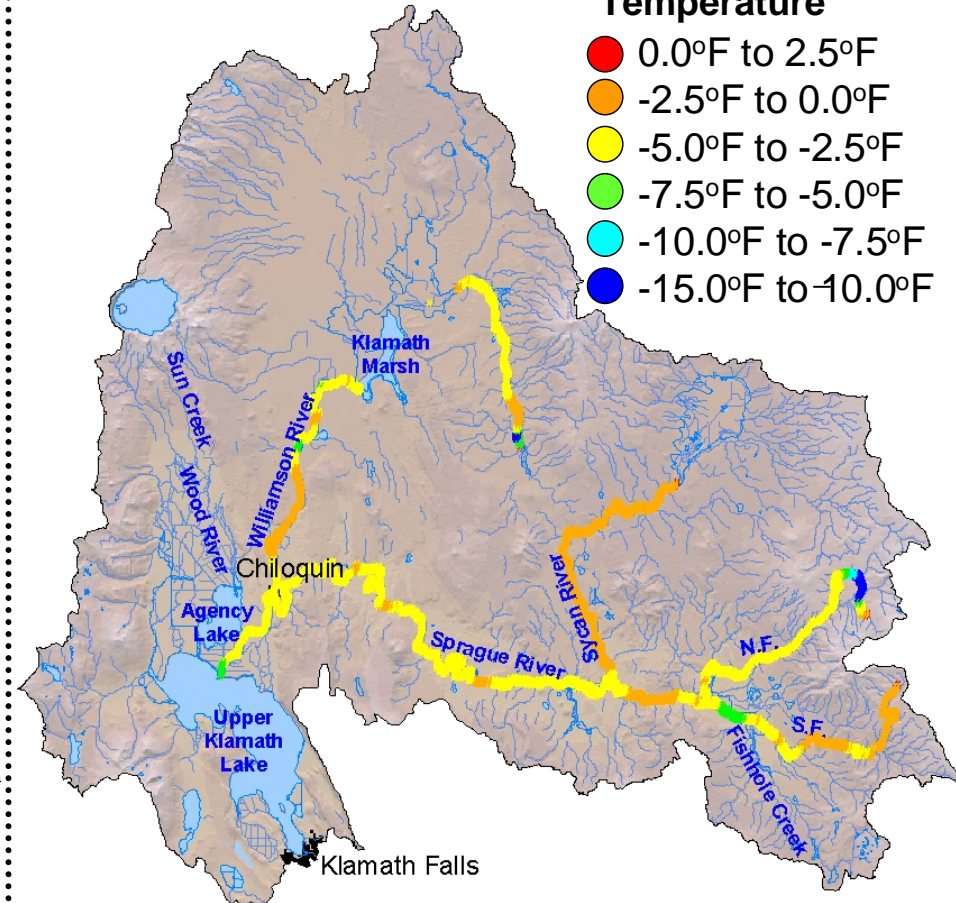 Temperature
0.0°F to 2.5°F
-2.5°F to 0.0°F
-5.0°F to -2.5°F
-7.5°F to -5.0°F
-10.0°F to -7.5°F
-15.0°F to -10.0°F
Klamath
Marsh
Sun Creek
Williamson River
Wood River
Chiloquin
Sycan River
Agency
Lake
Sprague River
N.F.
Upper
Klamath
Lake
S.F.
Fishhole Creek
Klamath Falls